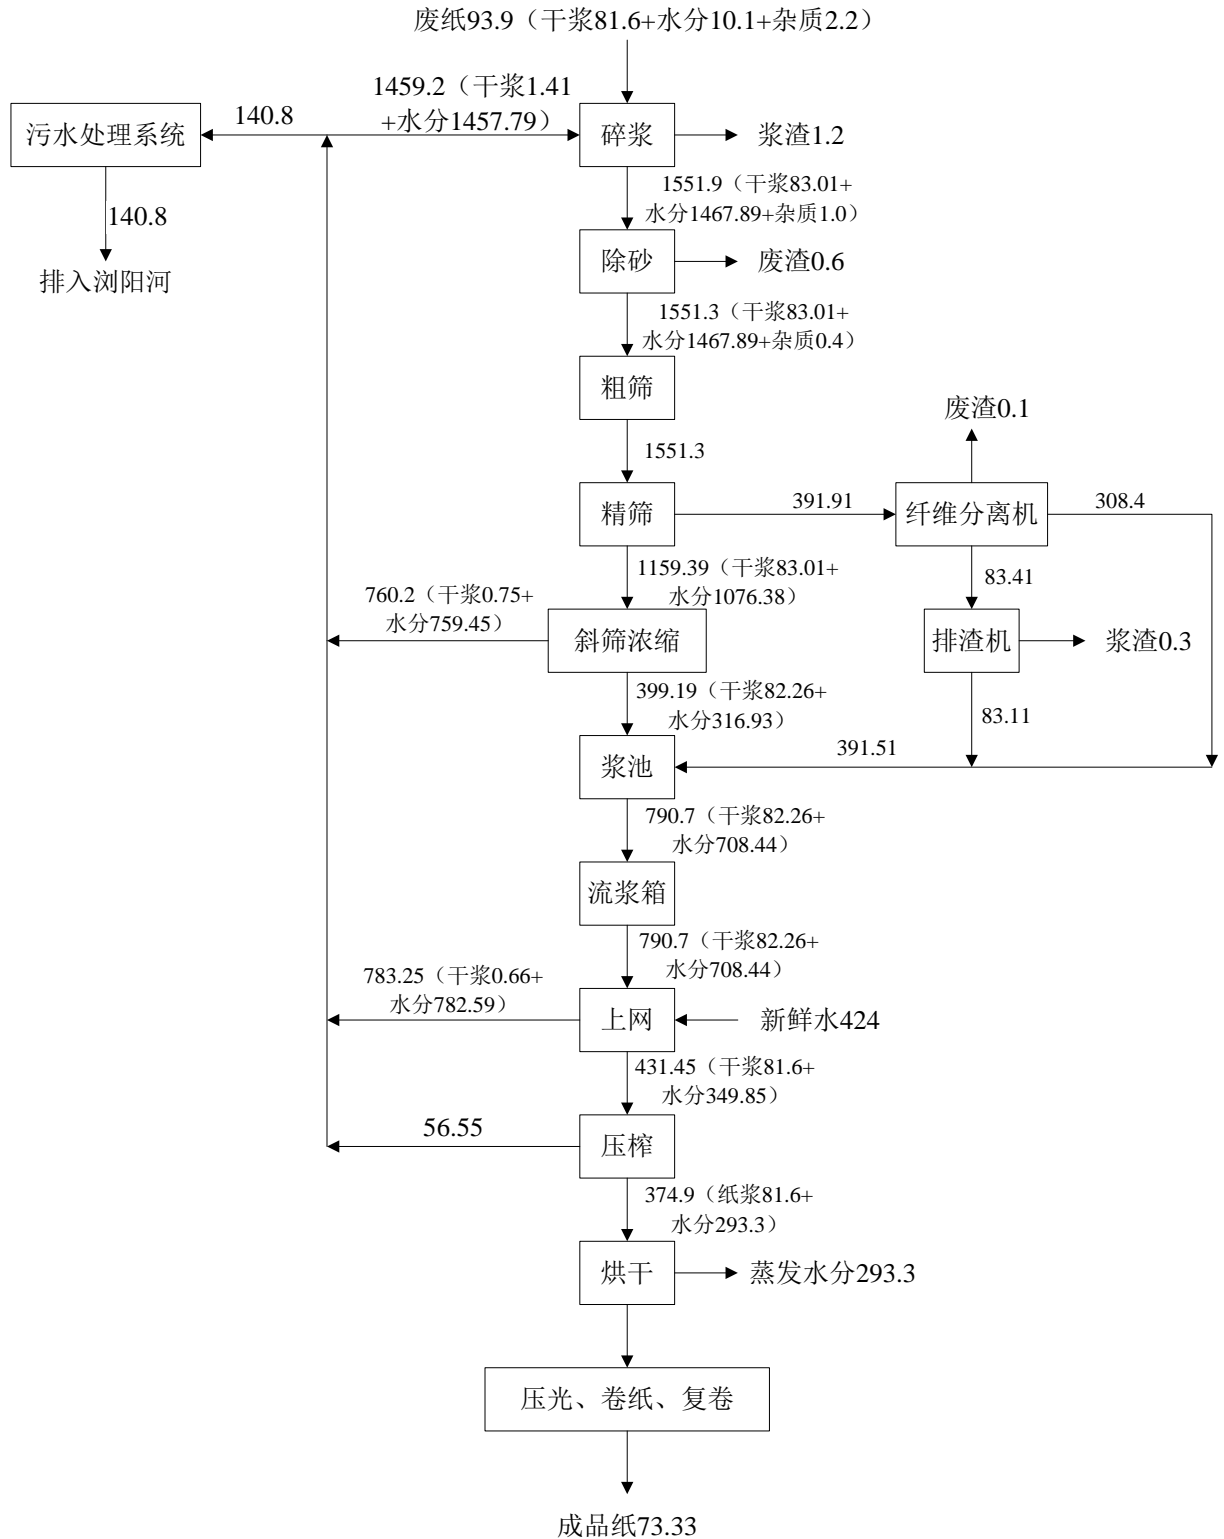 废纸93.9（干浆81.6+水分10.1+杂质2.2）
1459.2（干浆1.41
+水分1457.79）
140.8
污水处理系统
碎浆
浆渣1.2
1551.9（干浆83.01+
水分1467.89+杂质1.0）
140.8
除砂
废渣0.6
排入浏阳河
1551.3（干浆83.01+
水分1467.89+杂质0.4）
粗筛
废渣0.1
1551.3
精筛
391.91
纤维分离机
308.4
1159.39（干浆83.01+
水分1076.38）
83.41
760.2（干浆0.75+
水分759.45）
斜筛浓缩
排渣机
浆渣0.3
399.19（干浆82.26+
水分316.93）
83.11
391.51
浆池
790.7（干浆82.26+
水分708.44）
流浆箱
790.7（干浆82.26+
水分708.44）
783.25（干浆0.66+
水分782.59）
上网
新鲜水424
431.45（干浆81.6+
水分349.85）
56.55
压榨
374.9（纸浆81.6+
水分293.3）
烘干
蒸发水分293.3
压光、卷纸、复卷
成品纸73.33